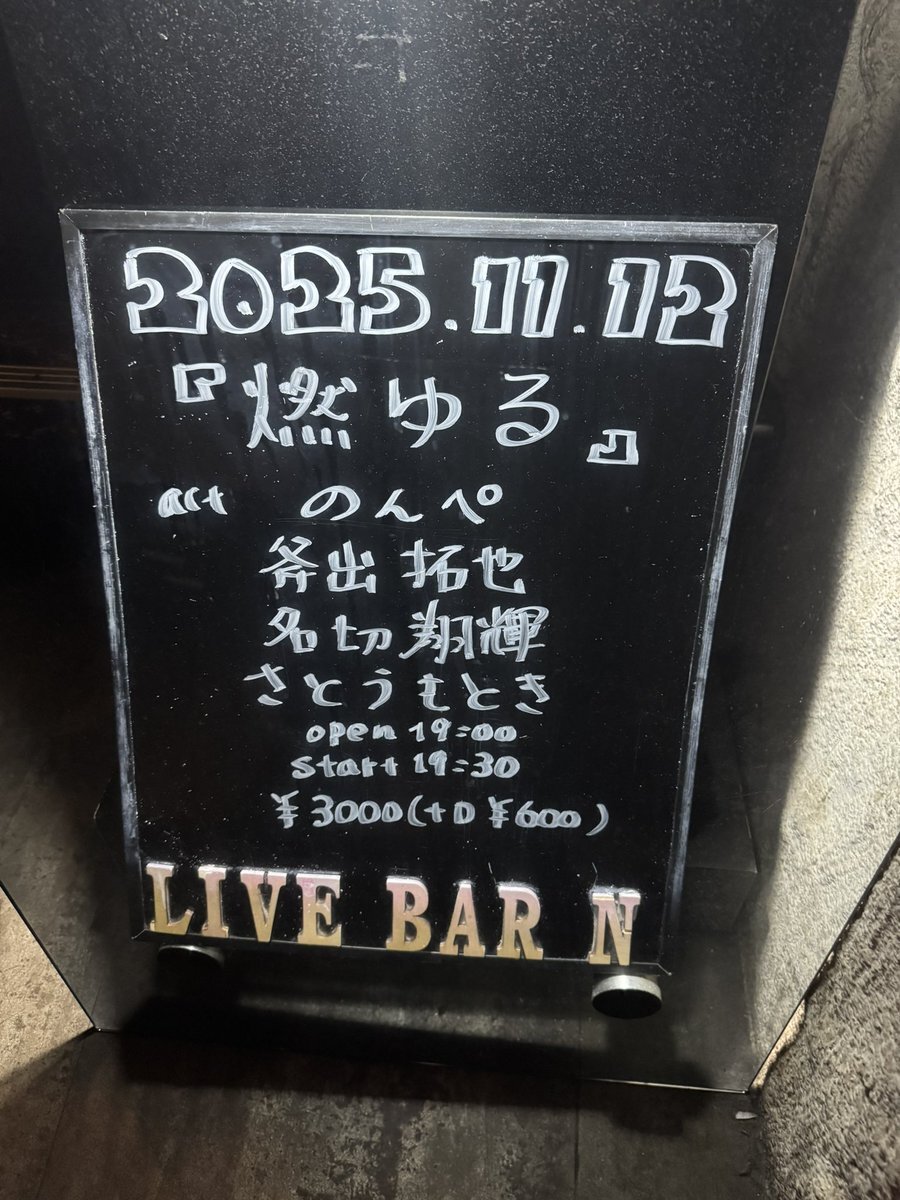 2025.11.12
『燃ゆる』
act のんぺ
斧出 拓也
名切 翔輝
さとうもとき
open 19:00
start 19:30
¥3000(+D ¥600)
LIVE BAR N